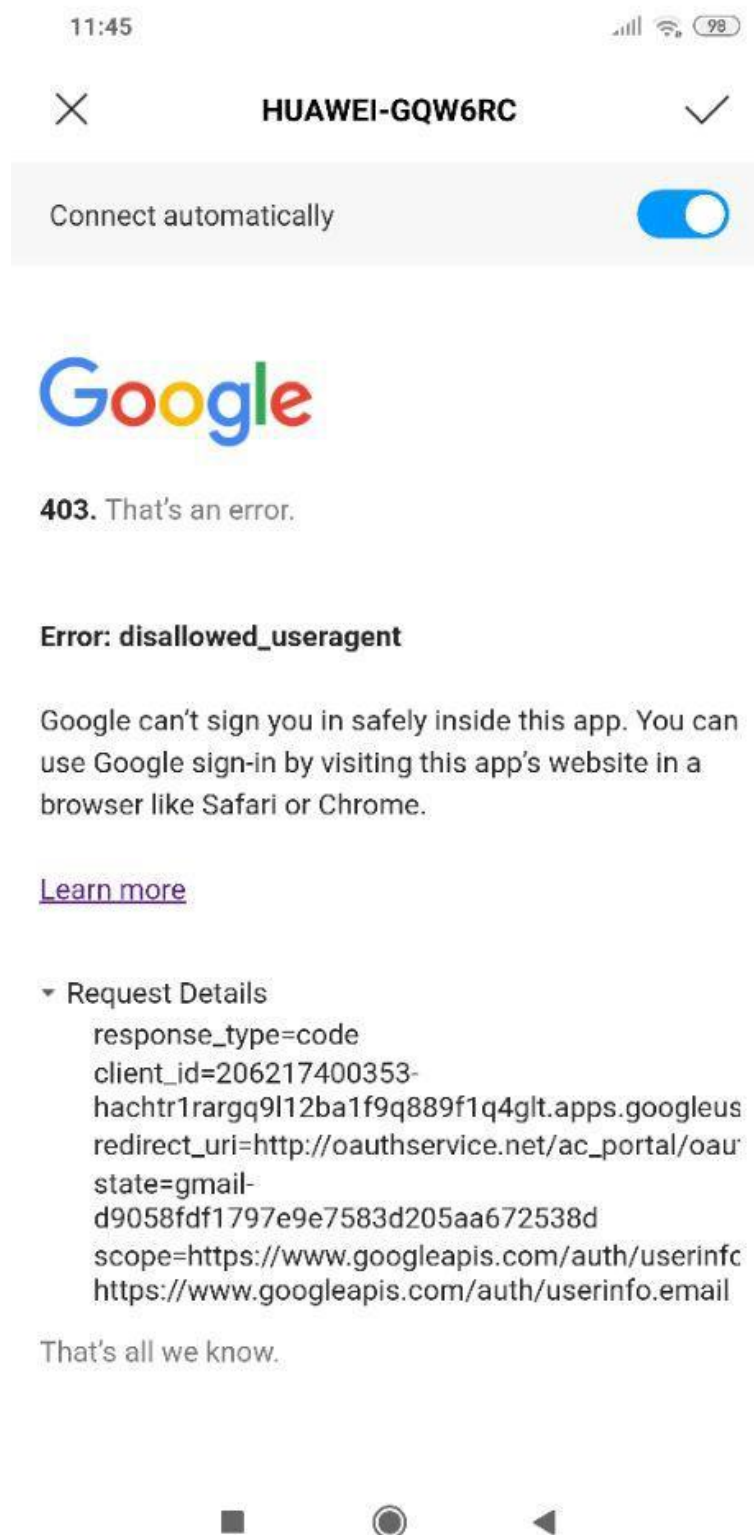 11:45
98
HUAWEI-GQW6RC
Connect automatically
Google
403. That's an error.
Error: disallowed_useragent
Google can't sign you in safely inside this app. You can
use Google sign-in by visiting this app's website in a
browser like Safari or Chrome.
Learn more
Request Details
response_type=code
client_id=206217400353-
hachtr1rargq9l12ba1f9q889f1q4glt.apps.googleus
redirect_uri=http://oauthservice.net/ac_portal/oau
state=gmail-
d9058fdf1797e9e7583d205aa672538d
scope=https://www.googleapis.com/auth/userinfo
https://www.googleapis.com/auth/userinfo.email
That's all we know.